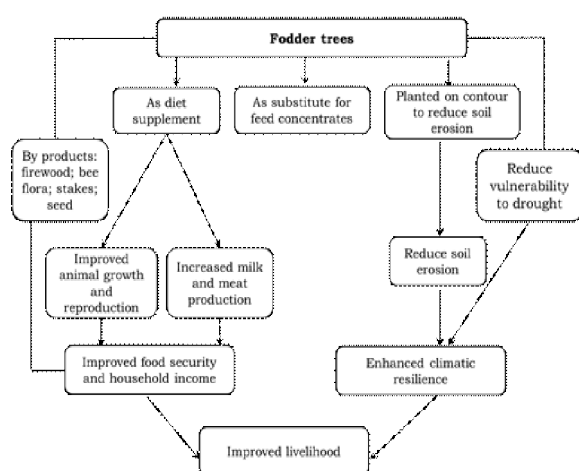 Fodder trees
As diet
supplement
As substitute for
feed concentrates
Planted on contour
to reduce soil
erosion
By products:
firewood; bee
flora; stakes;
seed
Reduce
vulnerability
to drought
Improved
animal growth
and
reproduction
Increased milk
and meat
production
Reduce soil
erosion
Improved food security
and household income
Enhanced climatic
resilience
Improved livelihood